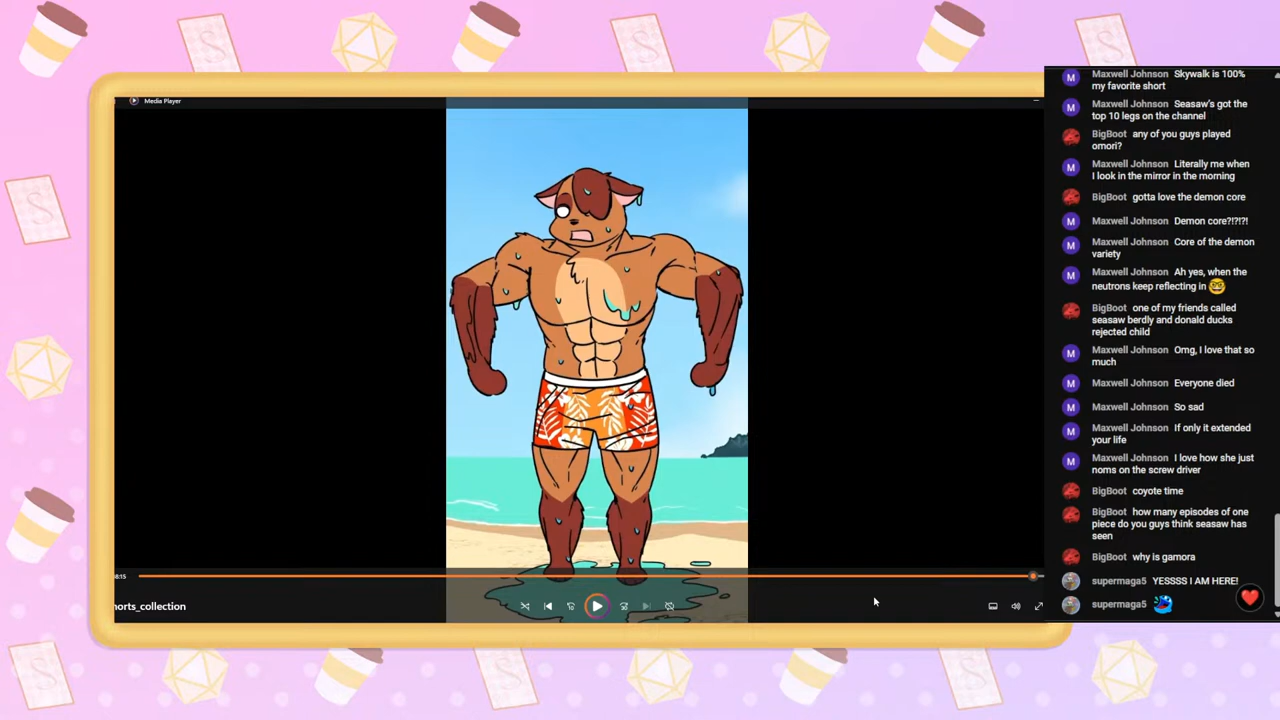 Media Player
Maxwell Johnson Skywalk is 100%
my favorite short
Maxwell Johnson Seasaw's got the
top 10 legs on the channel
BigBoot any of you guys played
omori?
Maxwell Johnson Literally me when
I look in the mirror in the morning
BigBoot gotta love the demon core
Maxwell Johnson Demon core?!?!?!
Maxwell Johnson Core of the demon
variety
Maxwell Johnson Ah yes, when the
neutrons keep reflecting in
BigBoot one of my friends called
seasaw berdly and donald ducks
rejected child
Maxwell Johnson Omg, I love that so
much
Maxwell Johnson Everyone died
Maxwell Johnson So sad
Maxwell Johnson If only it extended
your life
Maxwell Johnson I love how she just
noms on the screw driver
BigBoot coyote time
BigBoot how many episodes of one
piece do you guys think seasaw has
seen
BigBoot why is gamora
supermaga5 YESSSS I AM HERE!
supermaga5
8:15
horts_collection